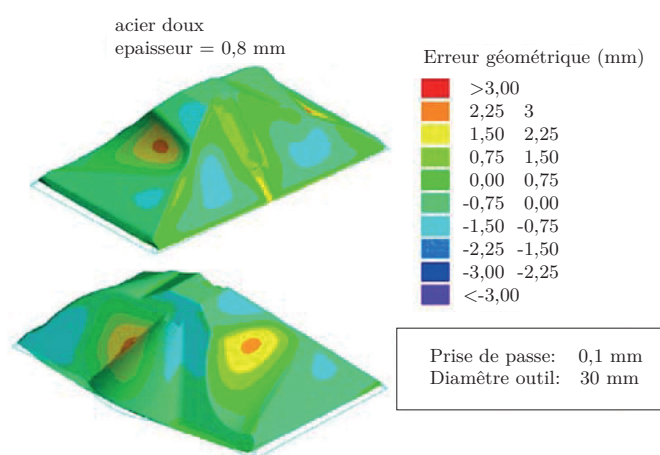 acier doux
epaisseur = 0,8 mm
Erreur géométrique (mm)
>3,00
2,25 3
1,50 2,25
0,75 1,50
0,00 0,75
-0,75 0,00
-1,50 -0,75
-2,25 -1,50
-3,00 -2,25
<-3,00
Prise de passe: 0,1 mm
Diamêtre outil: 30 mm